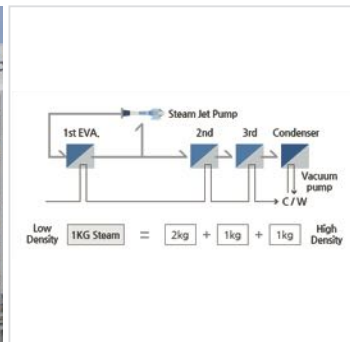 Steam Jet Pump
1st EVA.
2nd
3rd
Condenser
Vacuum
pump
C/W
Low
Density
1KG Steam
=
2kg
+
1kg
+
1kg
High
Density